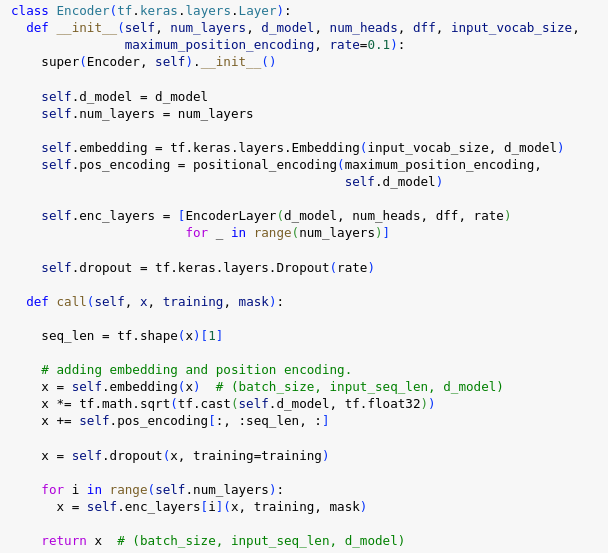 class Encoder(tf.keras.layers.Layer):
  def __init__(self, num_layers, d_model, num_heads, dff, input_vocab_size,
               maximum_position_encoding, rate=0.1):
    super(Encoder, self).__init__()

    self.d_model = d_model
    self.num_layers = num_layers

    self.embedding = tf.keras.layers.Embedding(input_vocab_size, d_model)
    self.pos_encoding = positional_encoding(maximum_position_encoding,
                                            self.d_model)

    self.enc_layers = [EncoderLayer(d_model, num_heads, dff, rate)
                       for _ in range(num_layers)]

    self.dropout = tf.keras.layers.Dropout(rate)

  def call(self, x, training, mask):

    seq_len = tf.shape(x)[1]

    # adding embedding and position encoding.
    x = self.embedding(x)  # (batch_size, input_seq_len, d_model)
    x *= tf.math.sqrt(tf.cast(self.d_model, tf.float32))
    x += self.pos_encoding[:, :seq_len, :]

    x = self.dropout(x, training=training)

    for i in range(self.num_layers):
      x = self.enc_layers[i](x, training, mask)

    return x  # (batch_size, input_seq_len, d_model)